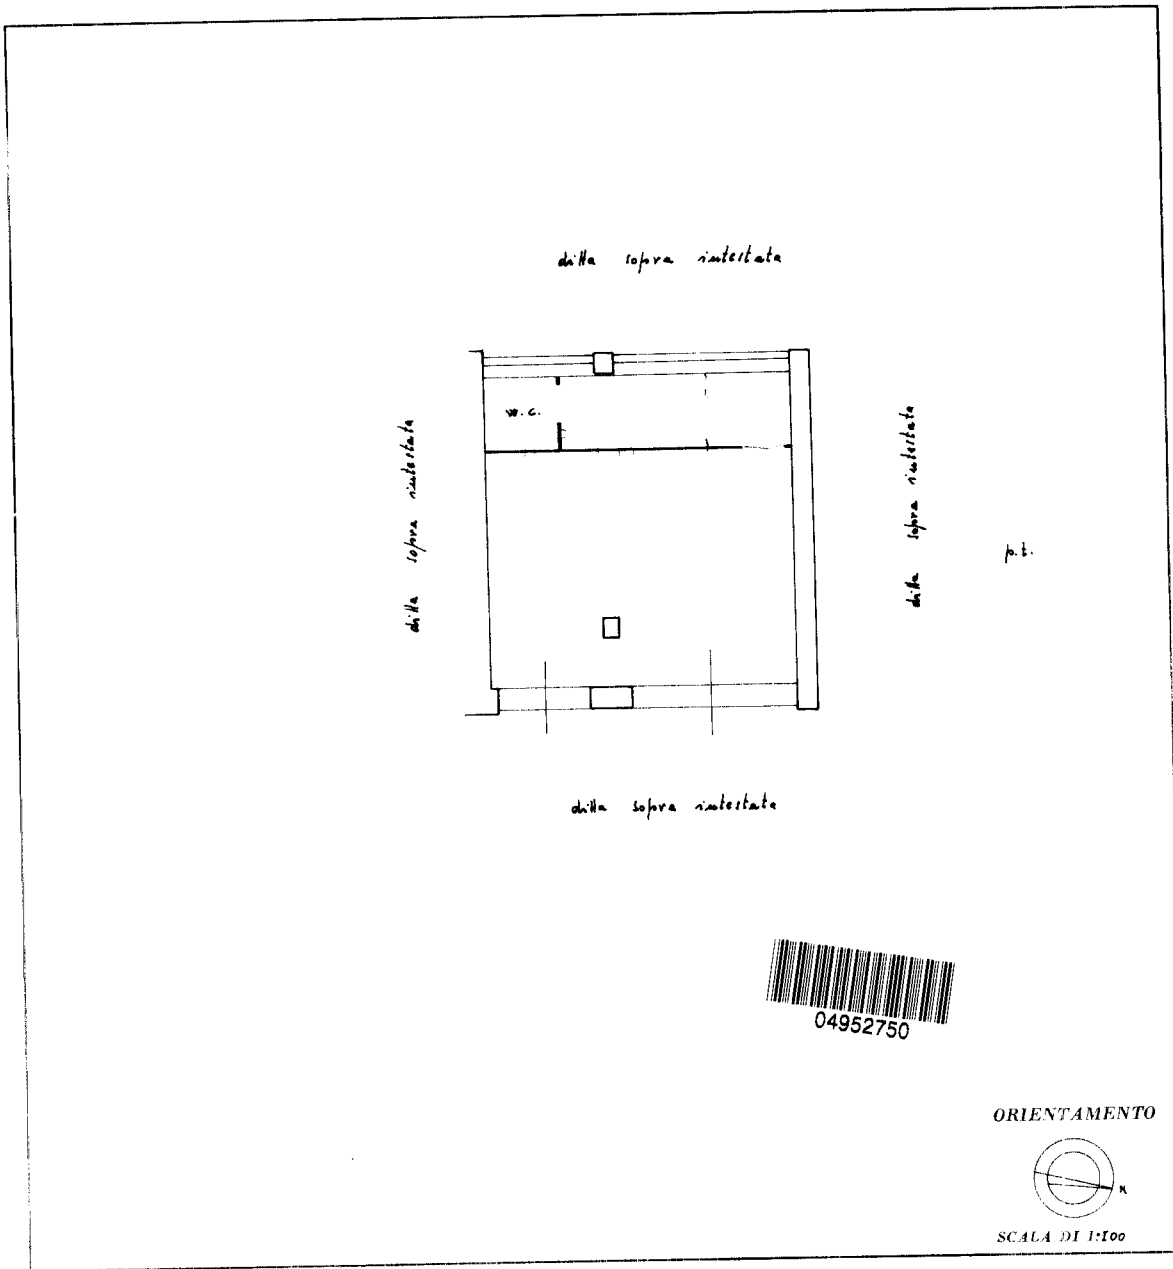 ditta sopra intestata
w.c.
ditta sopra intestata
ditta sopra intestata
p.t.
ditta sopra intestata
04952750
ORIENTAMENTO
N
SCALA DI 1:100